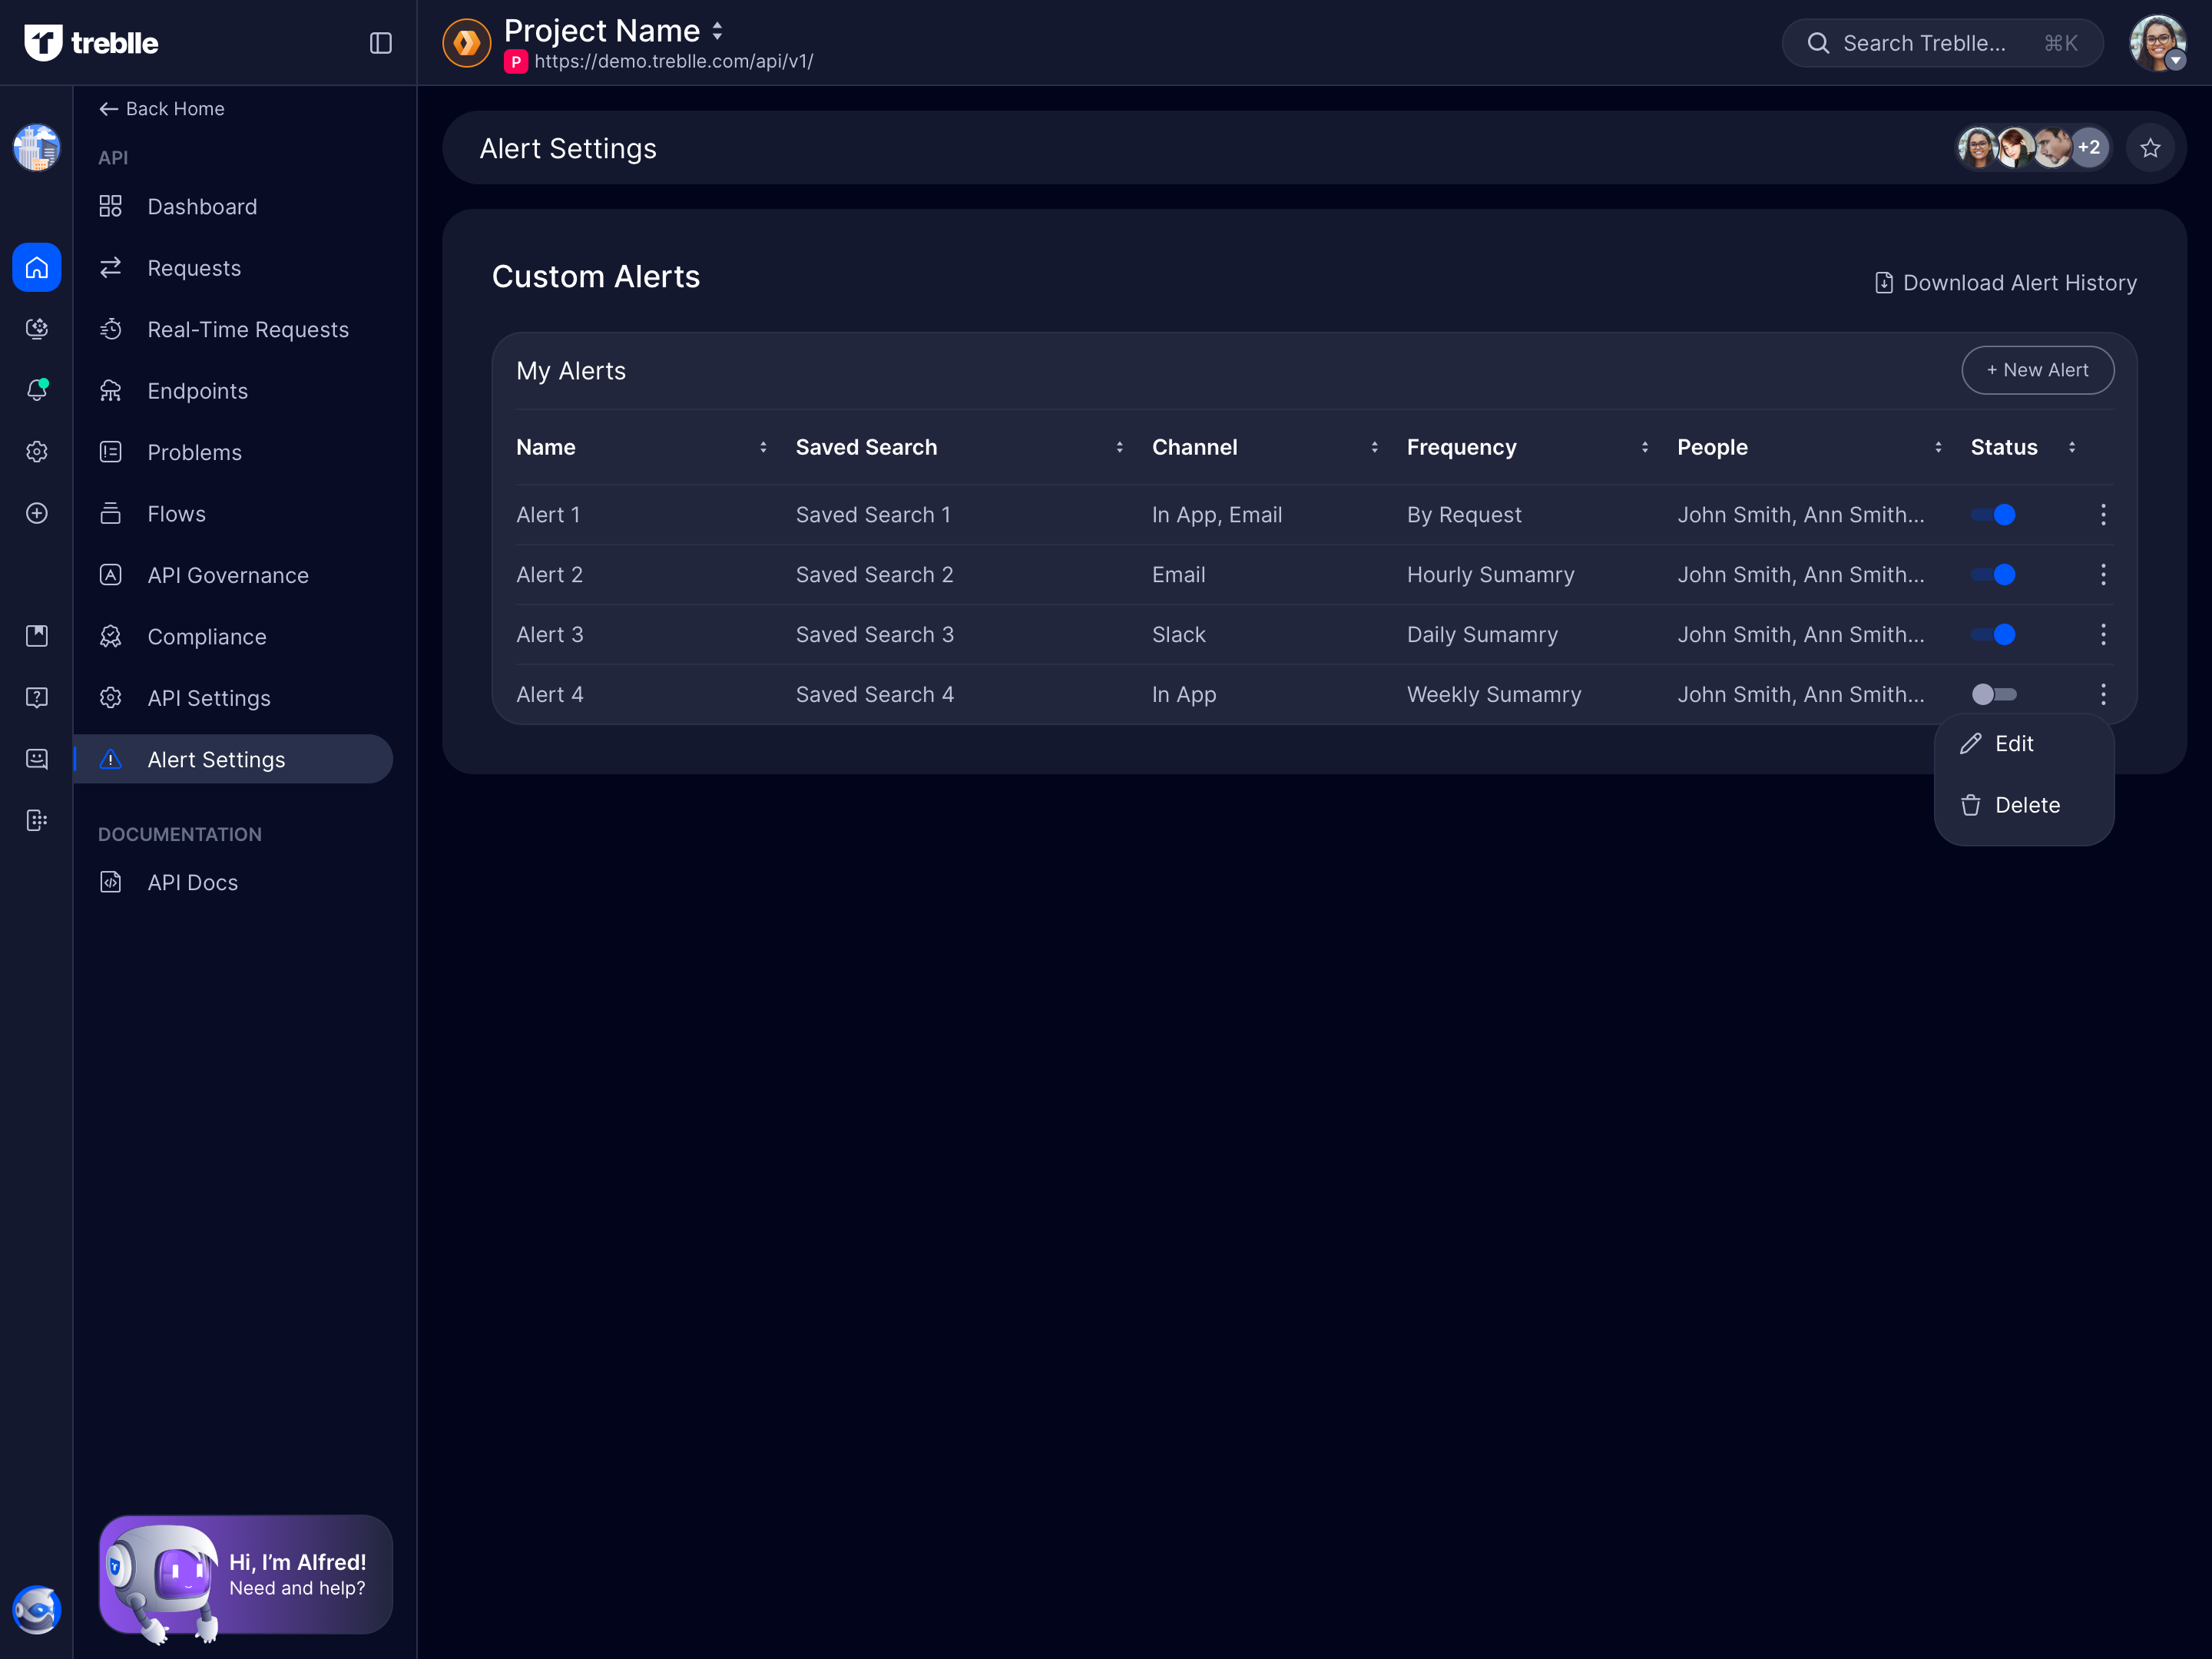 treblle
Project Name
P https://demo.treblle.com/api/v1/
Search Treblle... ⌘K
Back Home
API
Dashboard
Requests
Real-Time Requests
Endpoints
Problems
Flows
API Governance
Compliance
API Settings
Alert Settings
DOCUMENTATION
API Docs
Hi, I'm Alfred!
Need and help?
Alert Settings
+2
Custom Alerts
Download Alert History
My Alerts
+ New Alert
Name Saved Search Channel Frequency People Status
Alert 1 Saved Search 1 In App, Email By Request John Smith, Ann Smith...
Alert 2 Saved Search 2 Email Hourly Sumamry John Smith, Ann Smith...
Alert 3 Saved Search 3 Slack Daily Sumamry John Smith, Ann Smith...
Alert 4 Saved Search 4 In App Weekly Sumamry John Smith, Ann Smith...
Edit
Delete